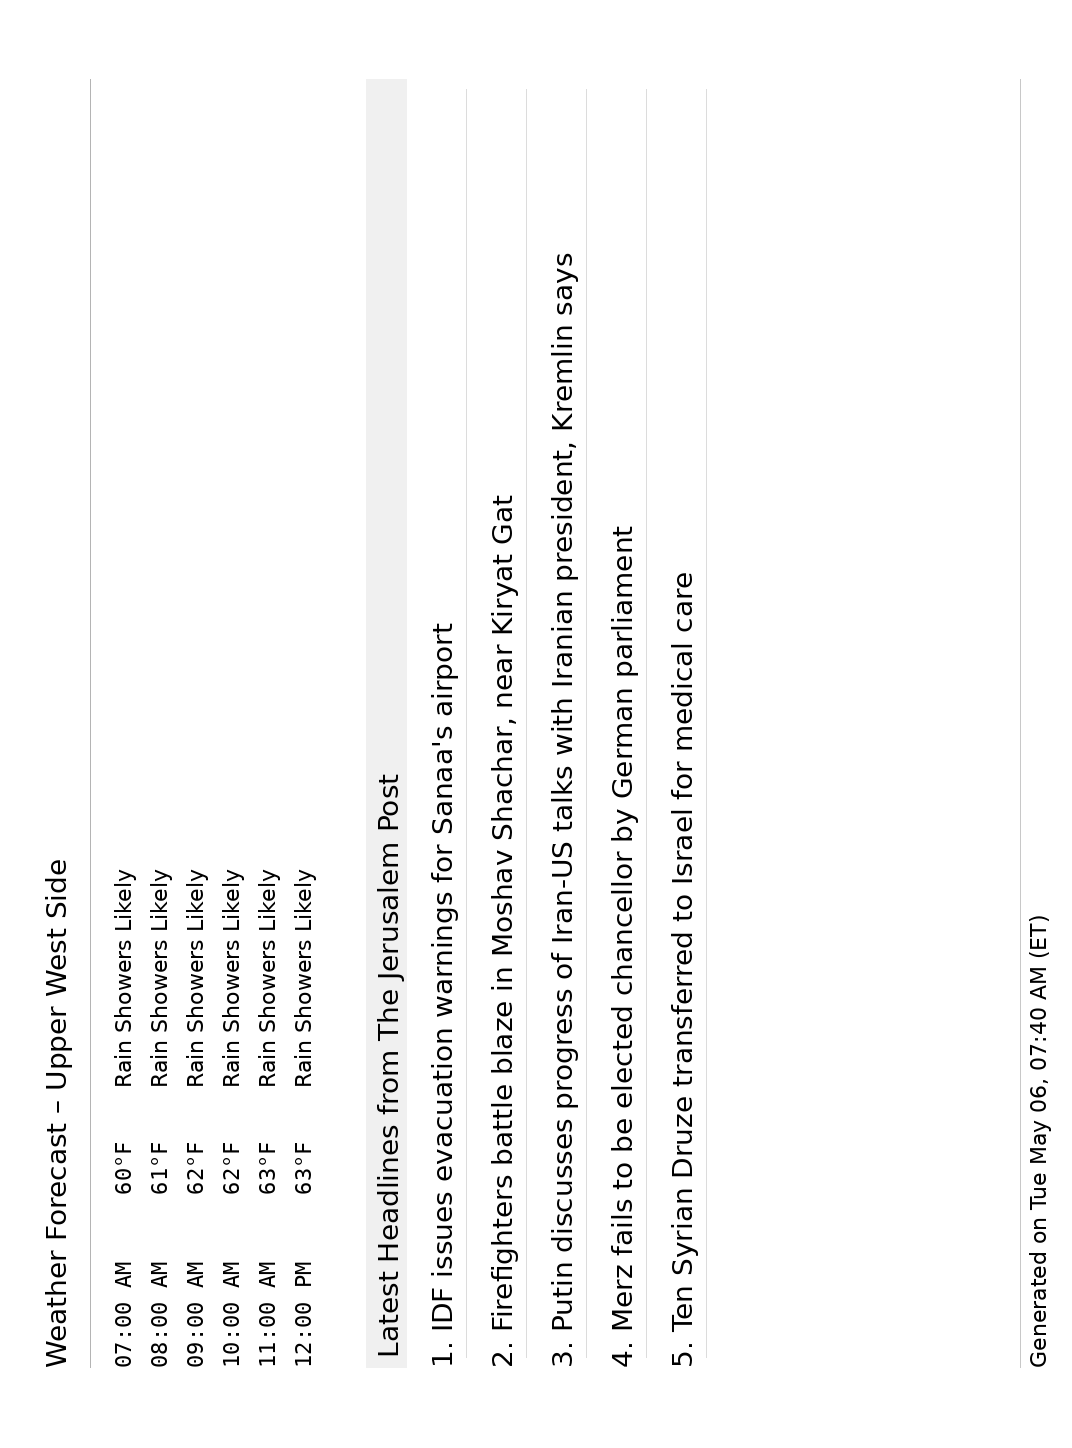 Weather Forecast – Upper West Side
07:00 AM 60°F Rain Showers Likely
08:00 AM 61°F Rain Showers Likely
09:00 AM 62°F Rain Showers Likely
10:00 AM 62°F Rain Showers Likely
11:00 AM 63°F Rain Showers Likely
12:00 PM 63°F Rain Showers Likely
Latest Headlines from The Jerusalem Post
1. IDF issues evacuation warnings for Sanaa's airport
2. Firefighters battle blaze in Moshav Shachar, near Kiryat Gat
3. Putin discusses progress of Iran-US talks with Iranian president, Kremlin says
4. Merz fails to be elected chancellor by German parliament
5. Ten Syrian Druze transferred to Israel for medical care
Generated on Tue May 06, 07:40 AM (ET)